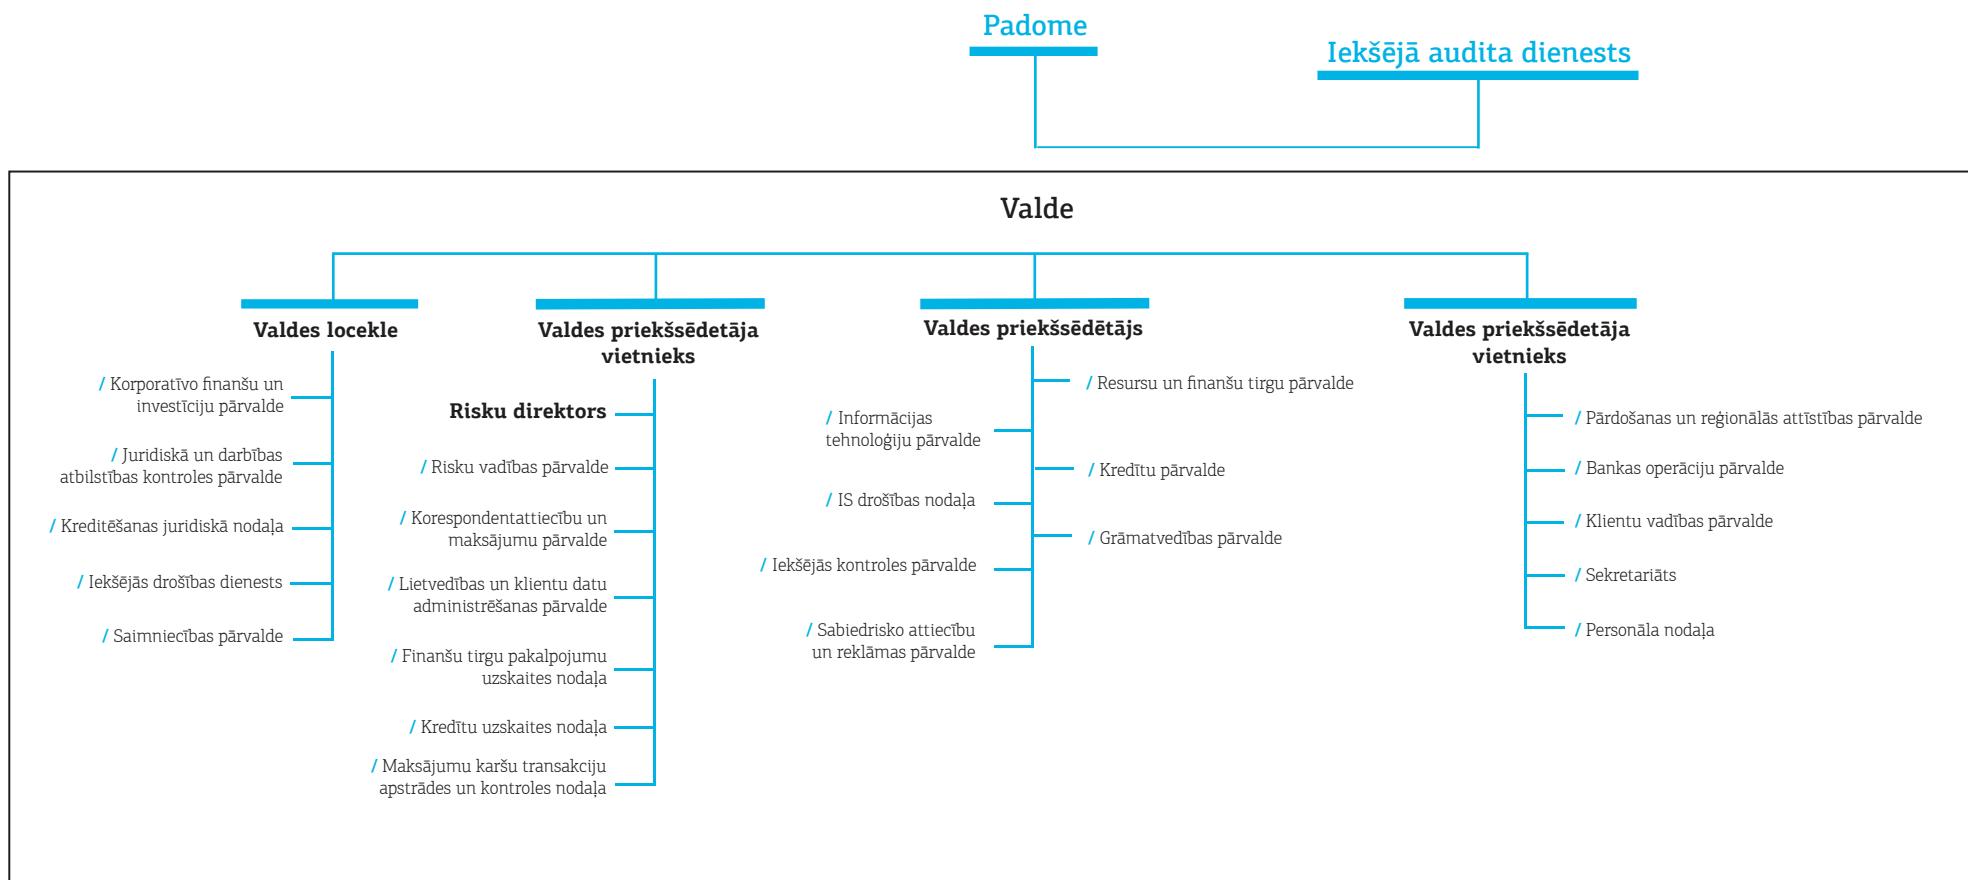 Padome
Iekšējā audita dienests
Valde
Valdes locekle
/ Korporatīvo finanšu un
investīciju pārvalde
/ Juridiskā un darbības
atbilstības kontroles pārvalde
/ Kreditēšanas juridiskā nodaļa
/ Iekšējās drošības dienests
/ Saimniecības pārvalde
Valdes priekšsēdetāja
vietnieks
Risku direktors
/ Risku vadības pārvalde
/ Korespondentattiecību un
maksājumu pārvalde
/ Lietvedības un klientu datu
administrēšanas pārvalde
/ Finanšu tirgu pakalpojumu
uzskaites nodaļa
/ Kredītu uzskaites nodaļa
/ Maksājumu karšu transakciju
apstrādes un kontroles nodaļa
Valdes priekšsēdētājs
/ Resursu un finanšu tirgu pārvalde
/ Informācijas
tehnoloģiju pārvalde
/ Kredītu pārvalde
/ IS drošības nodaļa
/ Grāmatvedības pārvalde
/ Iekšējās kontroles pārvalde
/ Sabiedrisko attiecību
un reklāmas pārvalde
Valdes priekšsēdetāja
vietnieks
/ Pārdošanas un reģionālās attīstības pārvalde
/ Bankas operāciju pārvalde
/ Klientu vadības pārvalde
/ Sekretariāts
/ Personāla nodaļa